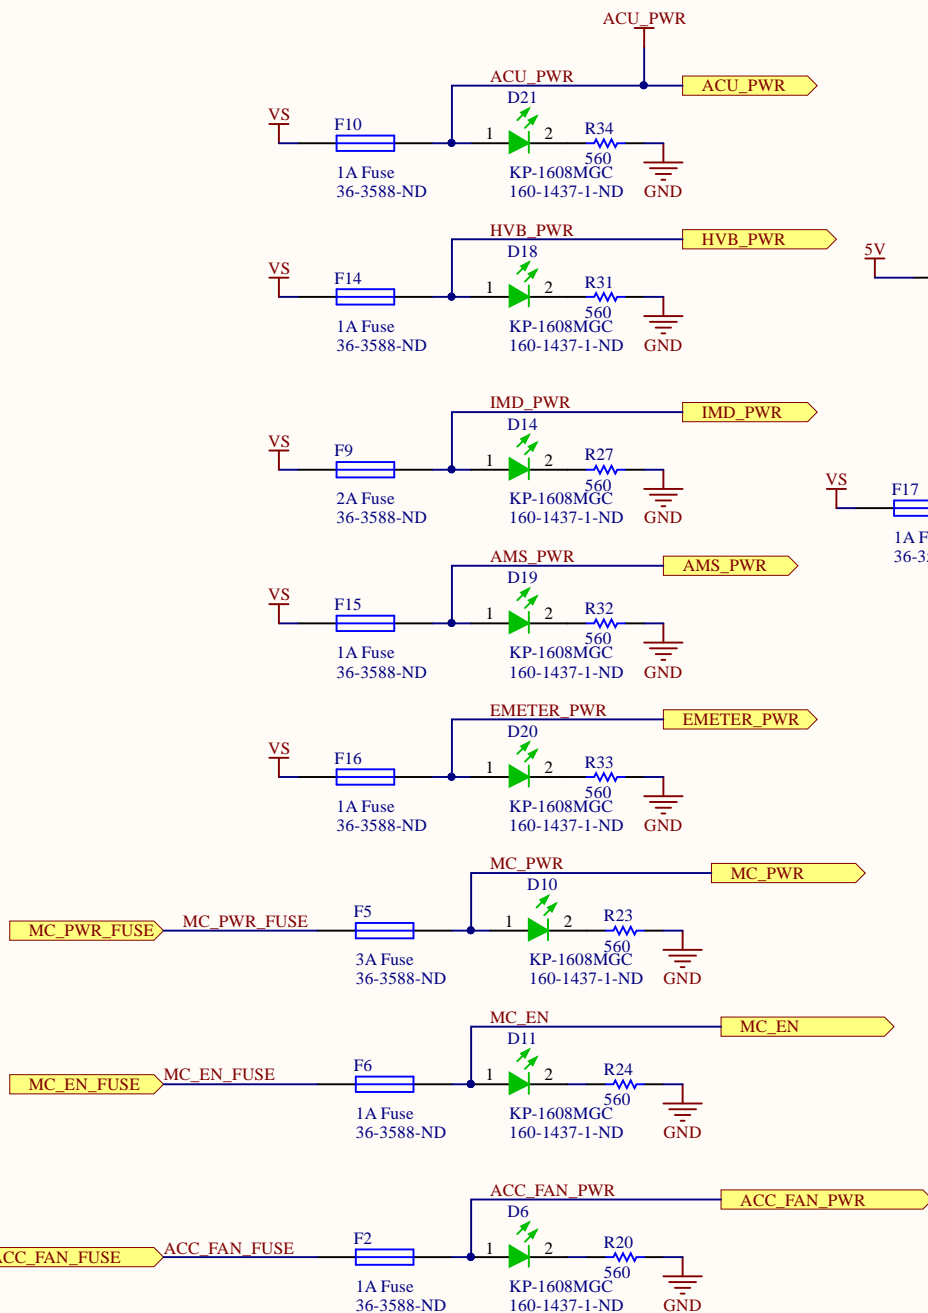 ACU_PWR
ACU_PWR
ACU_PWR
D21
VS
F10
1
2
R34
560
1A Fuse
36-3588-ND
KP-1608MGC
160-1437-1-ND
GND
HVB_PWR
HVB_PWR
D18
VS
F14
1
2
R31
560
1A Fuse
36-3588-ND
KP-1608MGC
160-1437-1-ND
GND
5V
IMD_PWR
IMD_PWR
D14
VS
F9
1
2
R27
560
2A Fuse
36-3588-ND
KP-1608MGC
160-1437-1-ND
GND
VS
F17
1A F
36-3
AMS_PWR
AMS_PWR
D19
VS
F15
1
2
R32
560
1A Fuse
36-3588-ND
KP-1608MGC
160-1437-1-ND
GND
EMETER_PWR
EMETER_PWR
D20
VS
F16
1
2
R33
560
1A Fuse
36-3588-ND
KP-1608MGC
160-1437-1-ND
GND
MC_PWR
MC_PWR
D10
MC_PWR_FUSE
MC_PWR_FUSE
F5
1
2
R23
560
3A Fuse
36-3588-ND
KP-1608MGC
160-1437-1-ND
GND
MC_EN
MC_EN
D11
MC_EN_FUSE
MC_EN_FUSE
F6
1
2
R24
560
1A Fuse
36-3588-ND
KP-1608MGC
160-1437-1-ND
GND
ACC_FAN_PWR
ACC_FAN_PWR
D6
ACC_FAN_FUSE
ACC_FAN_FUSE
F2
1
2
R20
560
1A Fuse
36-3588-ND
KP-1608MGC
160-1437-1-ND
GND